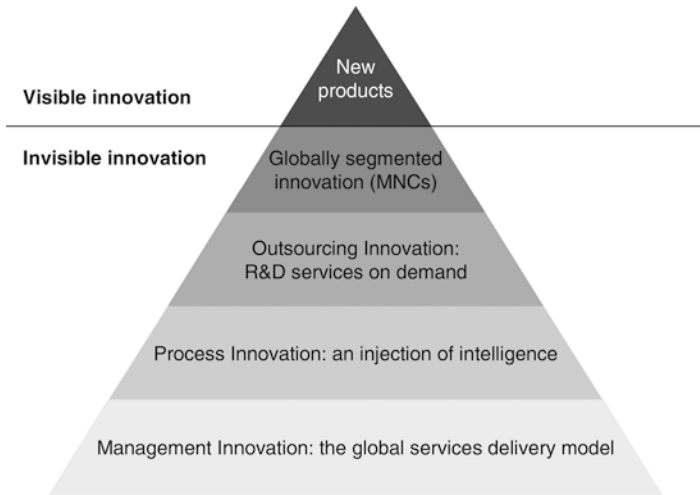 New
products
Visible innovation
Invisible innovation
Globally segmented
innovation (MNCs)
Outsourcing Innovation:
R&D services on demand
Process Innovation: an injection of intelligence
Management Innovation: the global services delivery model